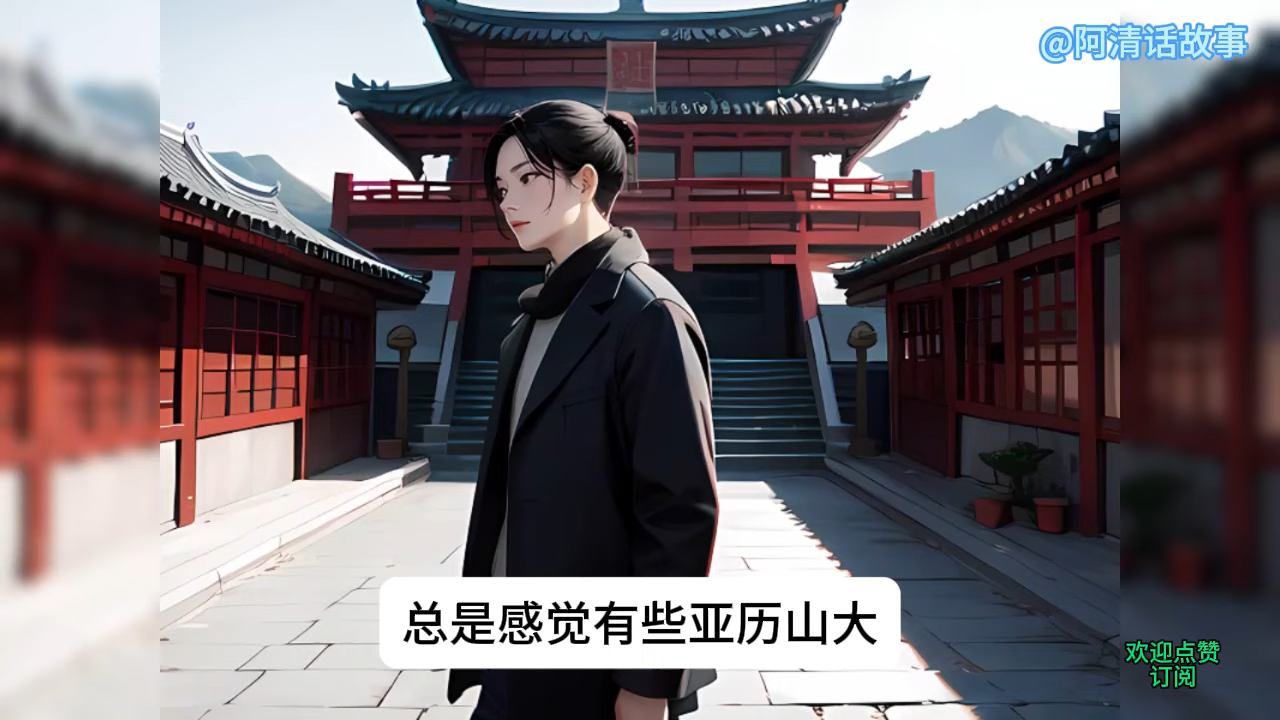 @阿清话故事
总是感觉有些亚历山大
欢迎点赞
订阅